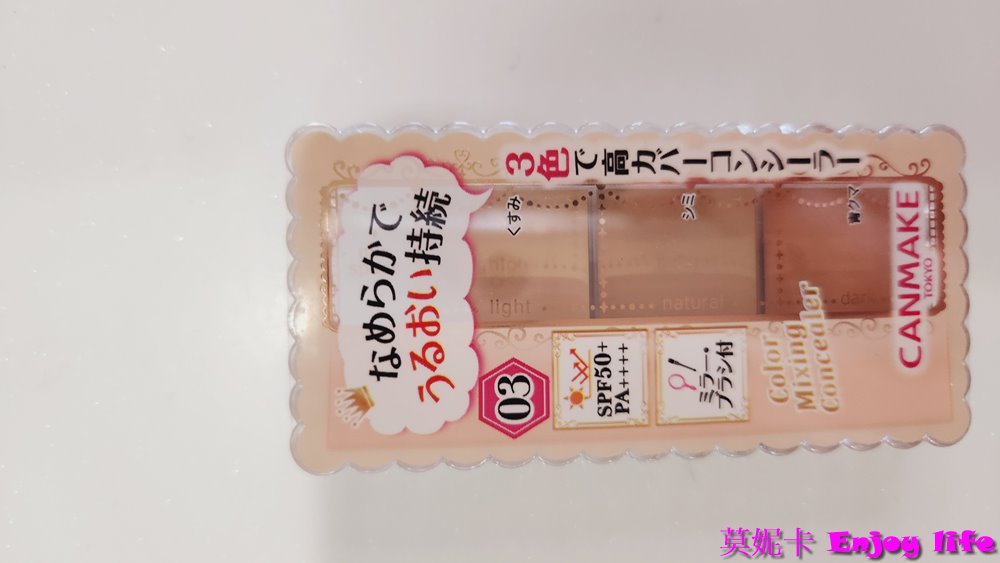 3色で高カバーコンシーラー
なめらかで
うるおい持続
くすみ
シミ
青クマ
light
natural
dark
CANMAKE
TOKYO
03
SPF50+
PA++++
ミラー・
ブラシ付
Color
Mixing
Concealer
莫妮卡 Enjoy life